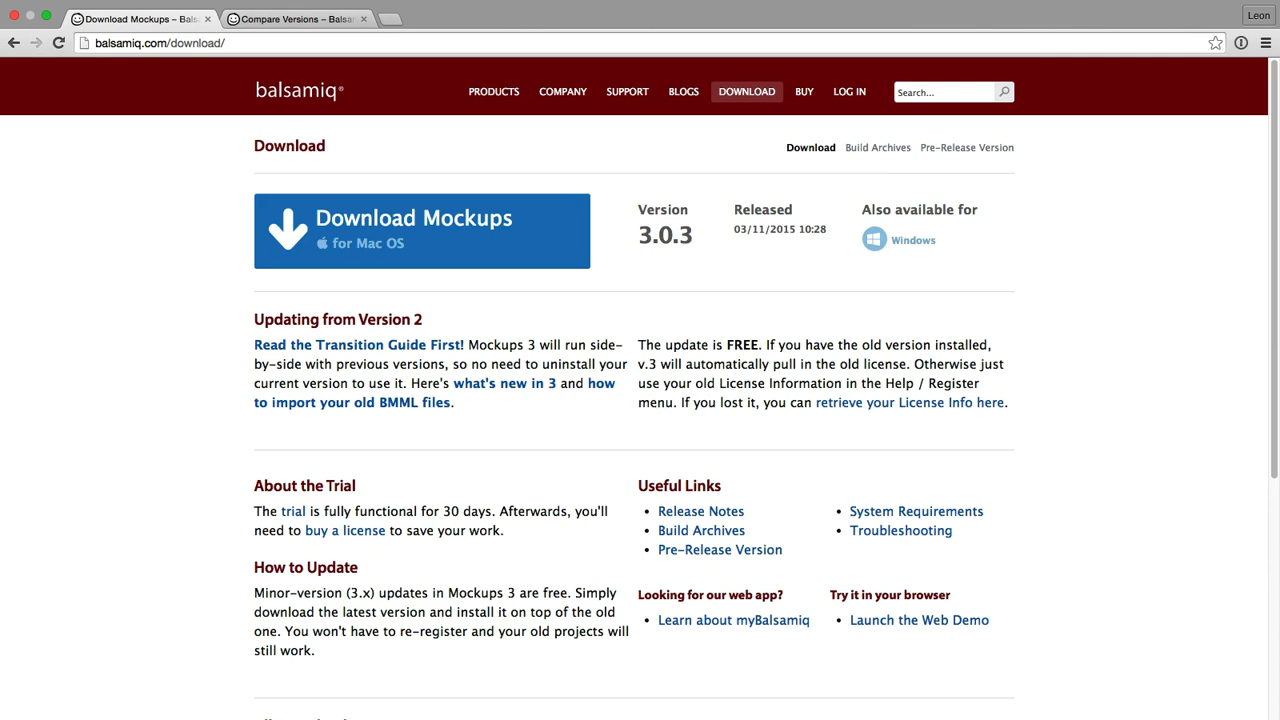 Download Mockups – Bals
Compare Versions – Balsa
Leon
balsamiq.com/download/
balsamiq®
PRODUCTS
COMPANY
SUPPORT
BLOGS
DOWNLOAD
BUY
LOG IN
Search...
Download
Download
Build Archives
Pre-Release Version
Download Mockups
for Mac OS
Version
3.0.3
Released
03/11/2015 10:28
Also available for
Windows
Updating from Version 2
Read the Transition Guide First! Mockups 3 will run side-
by-side with previous versions, so no need to uninstall your
current version to use it. Here's what's new in 3 and how
to import your old BMML files.
The update is FREE. If you have the old version installed,
v.3 will automatically pull in the old license. Otherwise just
use your old License Information in the Help / Register
menu. If you lost it, you can retrieve your License Info here.
About the Trial
The trial is fully functional for 30 days. Afterwards, you'll
need to buy a license to save your work.
How to Update
Minor-version (3.x) updates in Mockups 3 are free. Simply
download the latest version and install it on top of the old
one. You won't have to re-register and your old projects will
still work.
Useful Links
• Release Notes
• Build Archives
• Pre-Release Version
• System Requirements
• Troubleshooting
Looking for our web app?
• Learn about myBalsamiq
Try it in your browser
• Launch the Web Demo